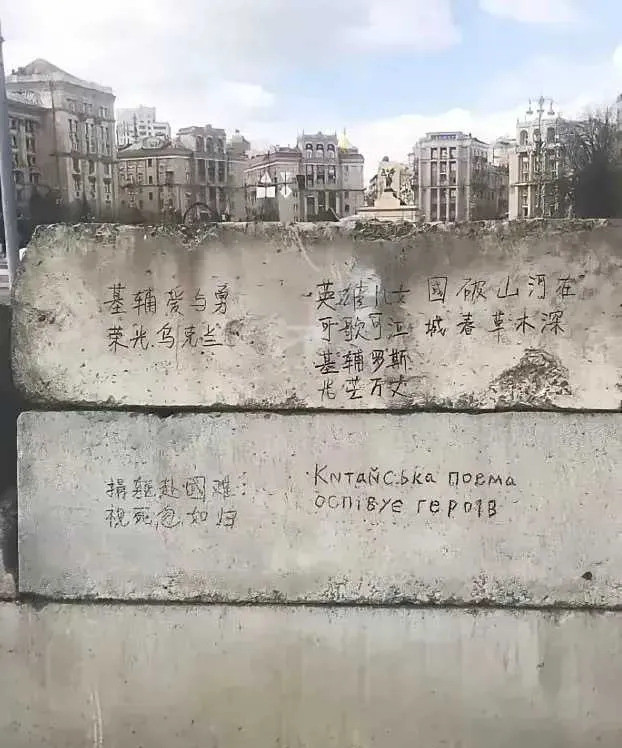 基辅爱与勇
荣光乌克兰
英雄儿女
可歌可泣
基辅罗斯
光芒万丈
國破山河在
城春草木深
捐躯赴國难
视死忽如归
Китайська поема
оспівує героїв